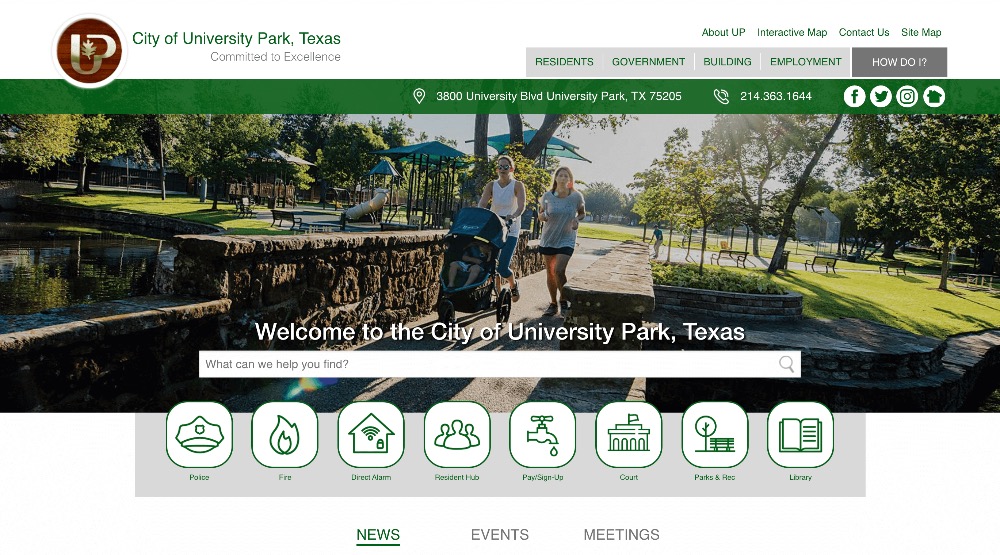 UP
City of University Park, Texas
Committed to Excellence
About UP Interactive Map Contact Us Site Map
RESIDENTS GOVERNMENT BUILDING EMPLOYMENT HOW DO I?
3800 University Blvd University Park, TX 75205 214.363.1644
Welcome to the City of University Park, Texas
What can we help you find?
Police Fire Direct Alarm Resident Hub Pay/Sign-Up Court Parks & Rec Library
NEWS EVENTS MEETINGS